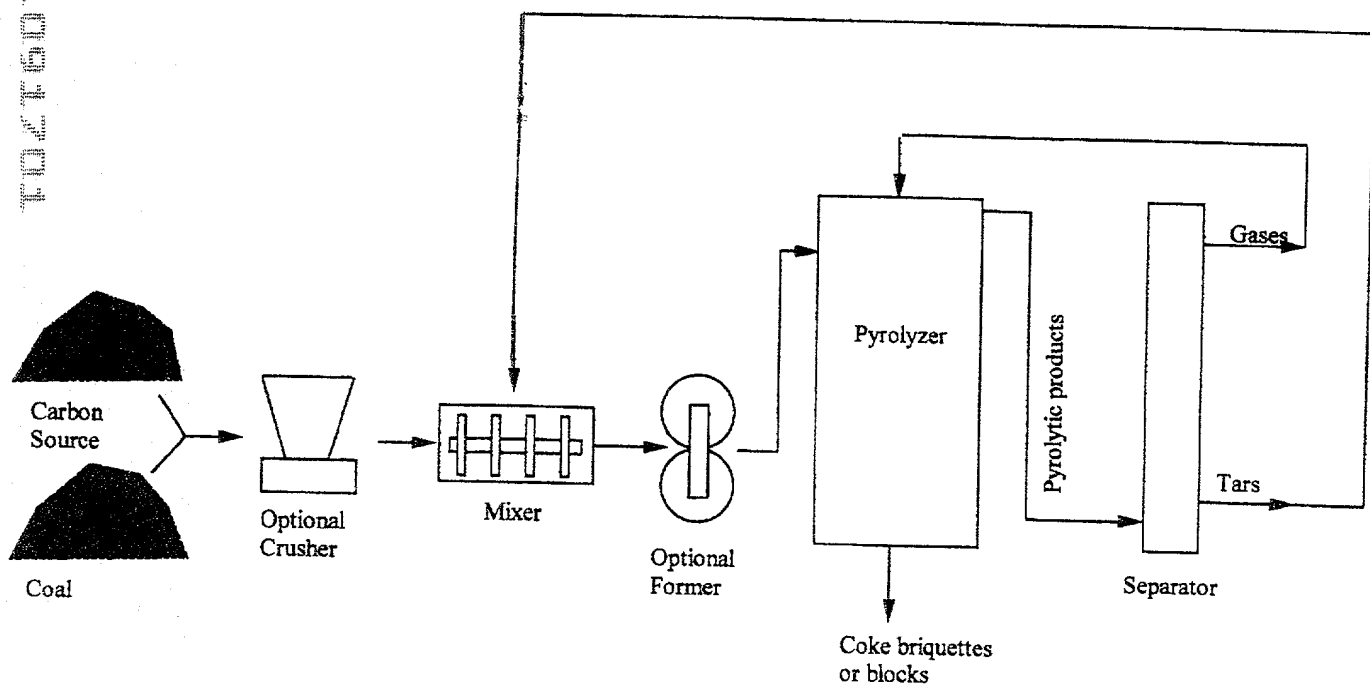 Carbon
Source
Coal
Optional
Crusher
Mixer
Optional
Former
Pyrolyzer
Coke briquettes
or blocks
Pyrolytic products
Gases
Tars
Separator